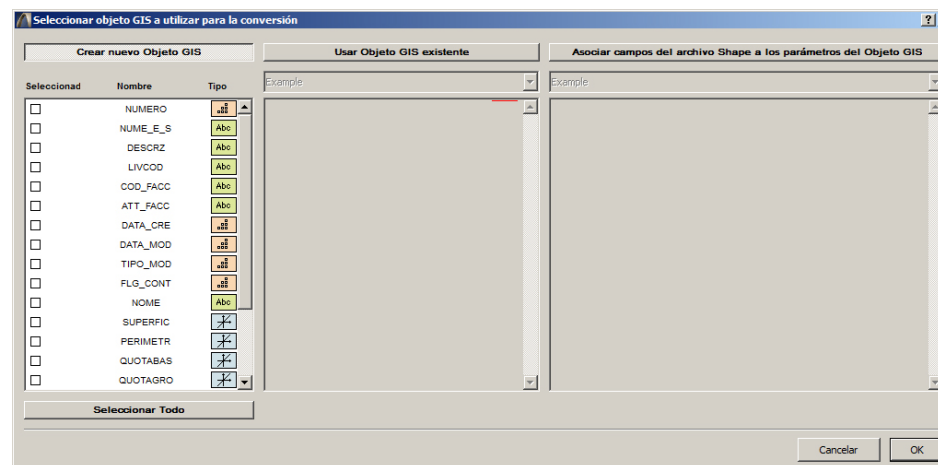 Seleccionar objeto GIS a utilizar para la conversión
?
Crear nuevo Objeto GIS
Usar Objeto GIS existente
Asociar campos del archivo Shape a los parámetros del Objeto GIS
Seleccionad Nombre Tipo
Example
Example
NUMERO
NUME_E_S Abc
DESCRZ Abc
LIVCOD Abc
COD_FACC Abc
ATT_FACC Abc
DATA_CRE
DATA_MOD
TIPO_MOD
FLG_CONT
NOME Abc
SUPERFIC
PERIMETR
QUOTABAS
QUOTAGRO
Seleccionar Todo
Cancelar
OK